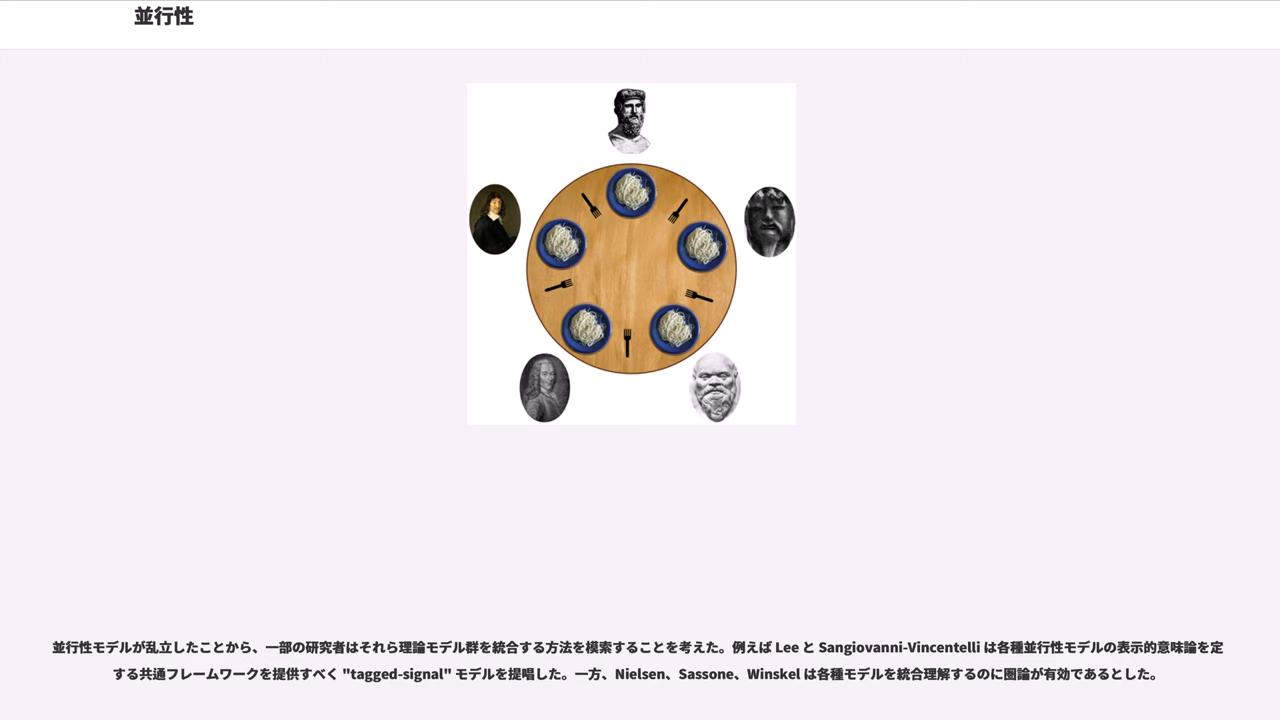 並行性
並行性モデルが乱立したことから、一部の研究者はそれら理論モデル群を統合する方法を模索することを考えた。例えば Lee と Sangiovanni-Vincentelli は各種並行性モデルの表示的意味論を定
する共通フレームワークを提供すべく "tagged-signal" モデルを提唱した。一方、Nielsen、Sassone、Winskel は各種モデルを統合理解するのに圏論が有効であるとした。